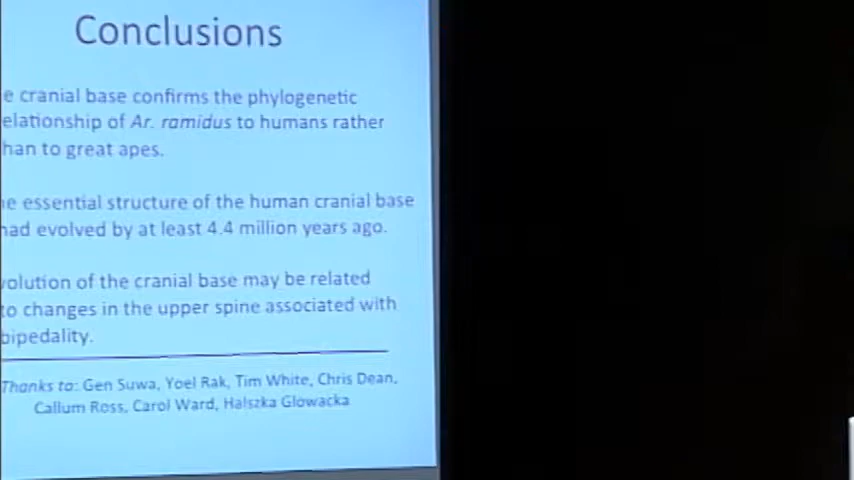 Conclusions
e cranial base confirms the phylogenetic
elationship of Ar. ramidus to humans rather
han to great apes.
e essential structure of the human cranial base
had evolved by at least 4.4 million years ago.
volution of the cranial base may be related
to changes in the upper spine associated with
bipedality.
Thanks to: Gen Suwa, Yoel Rak, Tim White, Chris Dean,
Callum Ross, Carol Ward, Halszka Glowacka